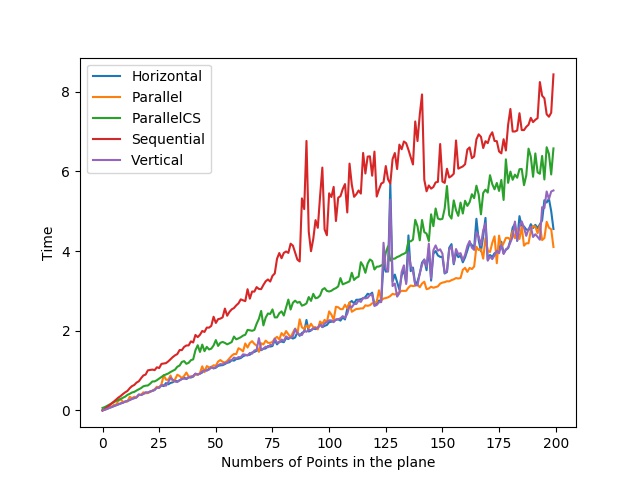 Horizontal
Parallel
ParallelCS
Sequential
Vertical
8
6
4
2
0
Time
0 25 50 75 100 125 150 175 200
Numbers of Points in the plane